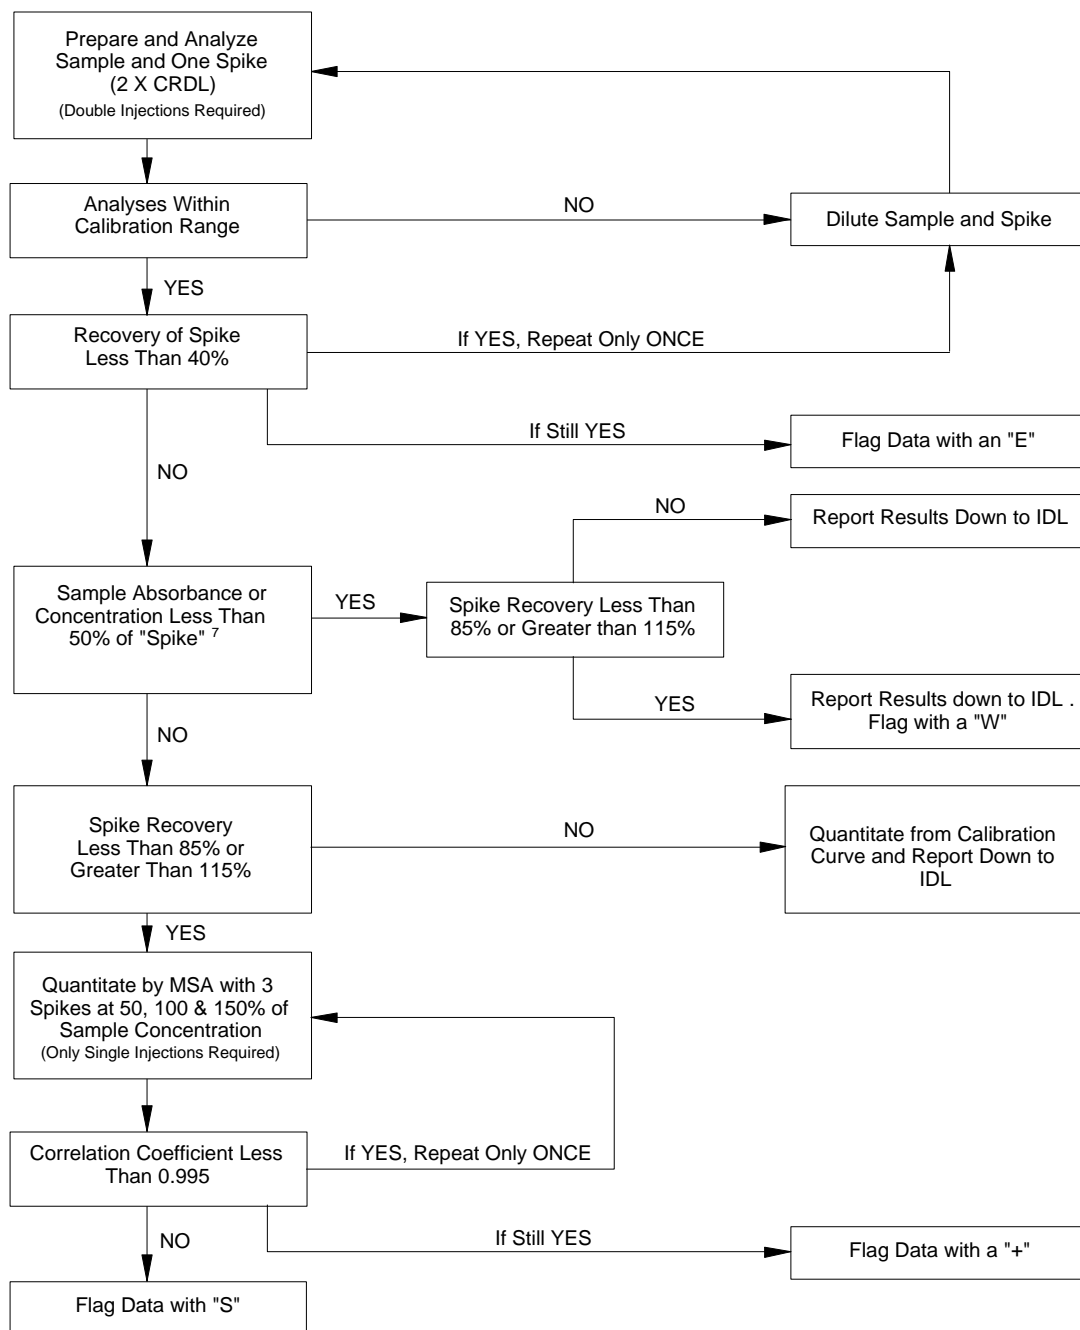 Prepare and Analyze
Sample and One Spike
(2 X CRDL)
(Double Injections Required)
Analyses Within
Calibration Range
NO
Dilute Sample and Spike
YES
Recovery of Spike
Less Than 40%
If YES, Repeat Only ONCE
If Still YES
Flag Data with an "E"
NO
NO
Report Results Down to IDL
Sample Absorbance or
Concentration Less Than
50% of "Spike" 7
YES
Spike Recovery Less Than
85% or Greater than 115%
YES
Report Results down to IDL .
Flag with a "W"
NO
Spike Recovery
Less Than 85% or
Greater Than 115%
NO
Quantitate from Calibration
Curve and Report Down to
IDL
YES
Quantitate by MSA with 3
Spikes at 50, 100 & 150% of
Sample Concentration
(Only Single Injections Required)
Correlation Coefficient Less
Than 0.995
If YES, Repeat Only ONCE
NO
If Still YES
Flag Data with a "+"
Flag Data with "S"